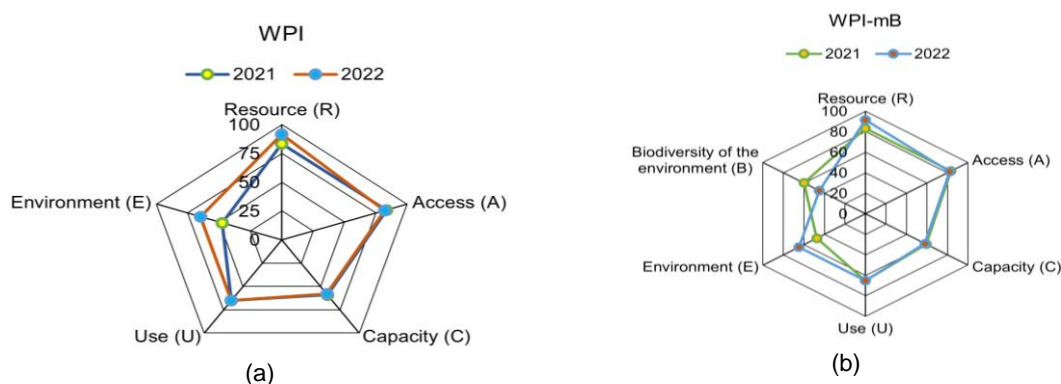 WPI
2021 2022
Resource (R)
100
75
50
25
0
Environment (E)
Access (A)
Use (U)
Capacity (C)
(a)
WPI-mB
2021 2022
Resource (R)
100
80
60
40
20
0
Biodiversity of the
environment (B)
Access (A)
Environment (E)
Capacity (C)
Use (U)
(b)